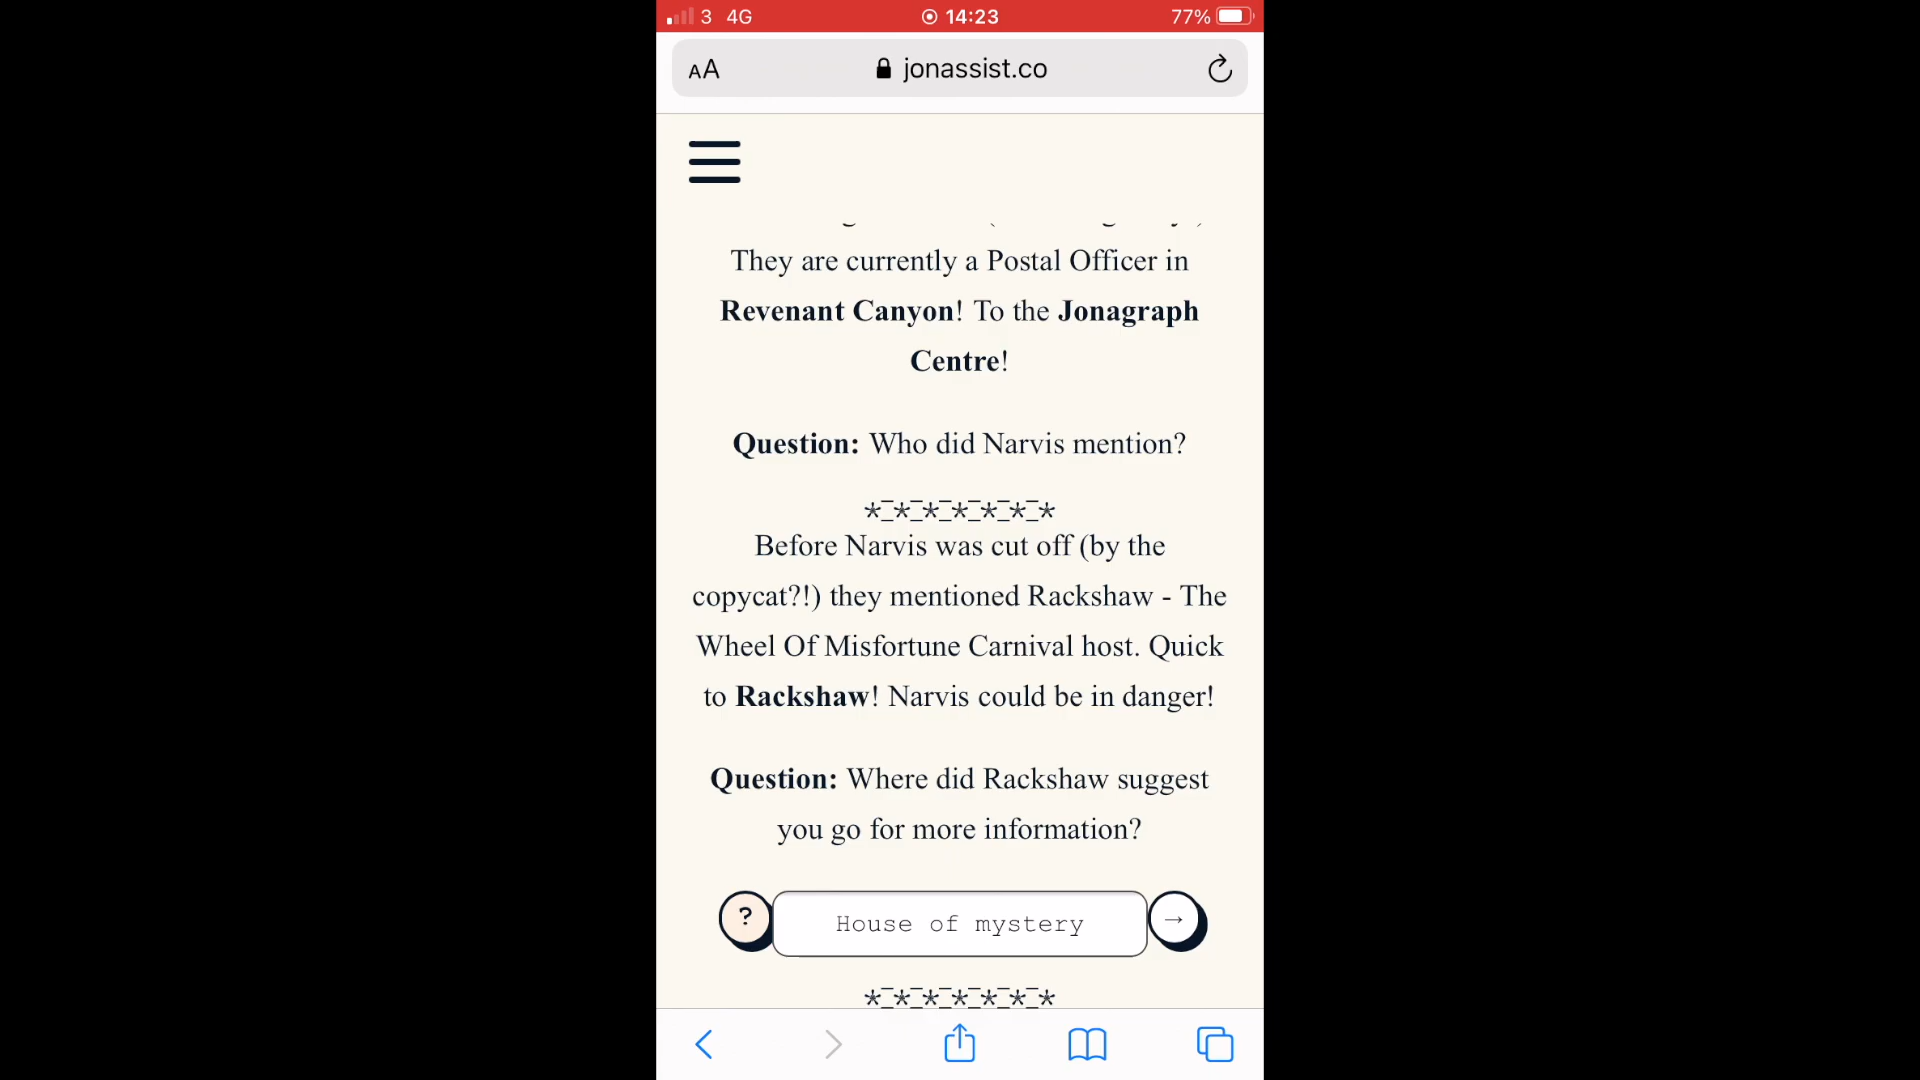 3 4G 14:23 77%
AA jonassist.co
They are currently a Postal Officer in
Revenant Canyon! To the Jonagraph
Centre!
Question: Who did Narvis mention?
*_*_*_*_*_*_*
Before Narvis was cut off (by the
copycat?!) they mentioned Rackshaw - The
Wheel Of Misfortune Carnival host. Quick
to Rackshaw! Narvis could be in danger!
Question: Where did Rackshaw suggest
you go for more information?
? House of mystery →
*_*_*_*_*_*_*